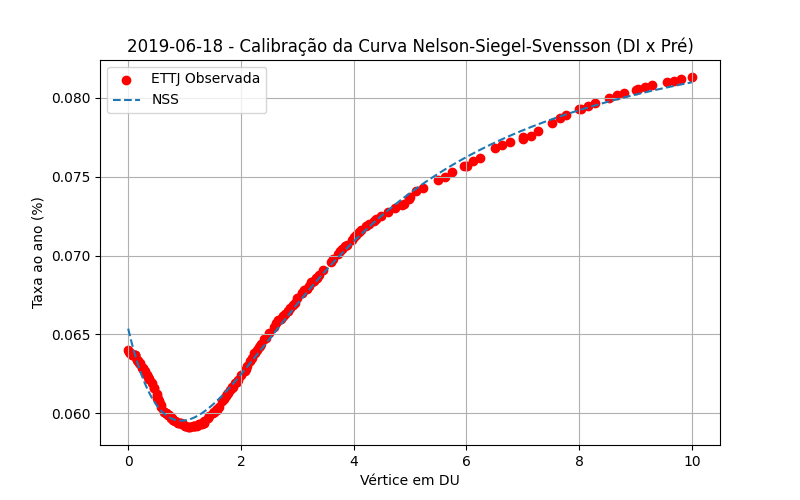 2019-06-18 - Calibração da Curva Nelson-Siegel-Svensson (DI x Pré)
ETTJ Observada
NSS
Taxa ao ano (%)
0.080
0.075
0.070
0.065
0.060
0 2 4 6 8 10
Vértice em DU